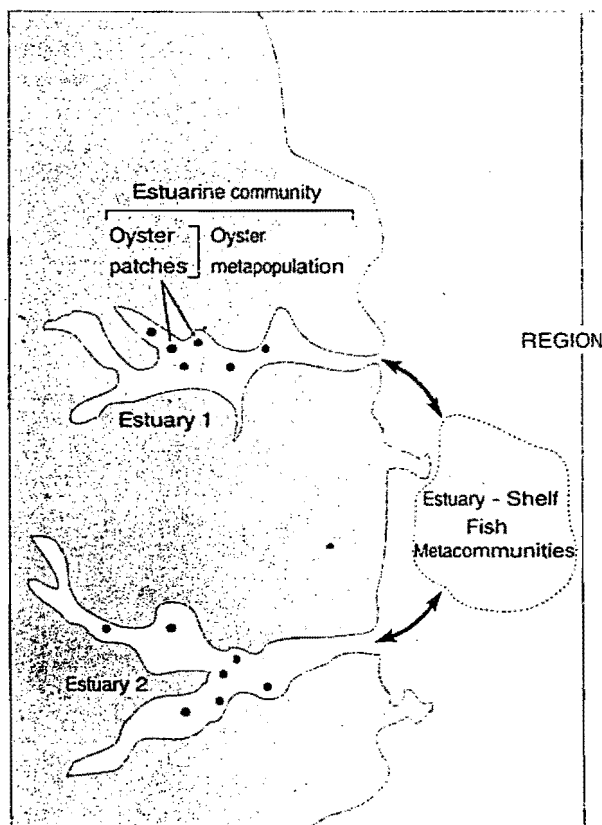 Estuarine community
Oyster patches
Oyster metapopulation
REGION
Estuary 1
Estuary - Shelf
Fish
Metacommunities
Estuary 2